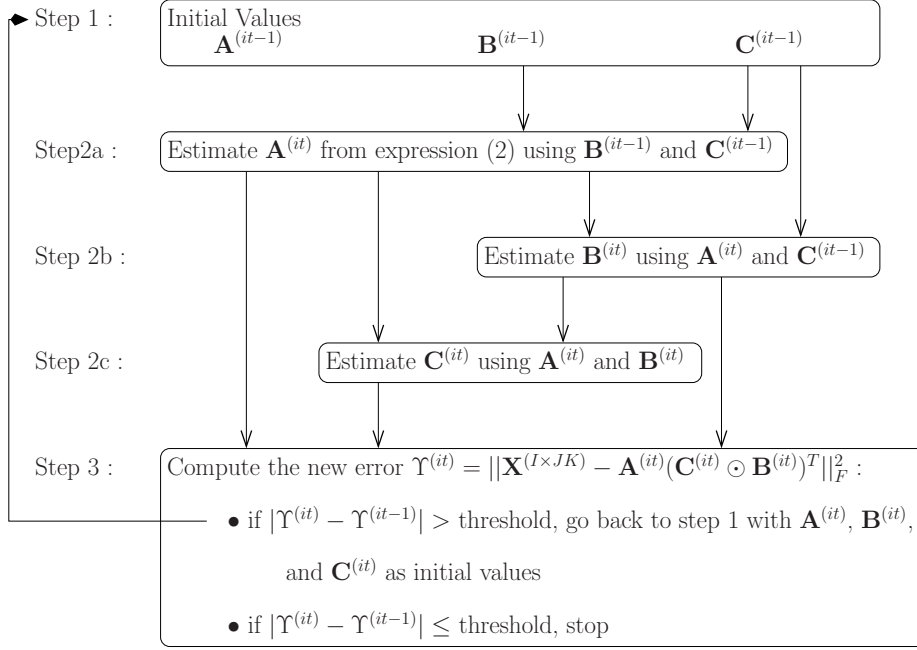 Step 1 : Initial Values
𝐀^(it−1) 𝐁^(it−1) 𝐂^(it−1)
Step2a : Estimate 𝐀^(it) from expression (2) using 𝐁^(it−1) and 𝐂^(it−1)
Step 2b : Estimate 𝐁^(it) using 𝐀^(it) and 𝐂^(it−1)
Step 2c : Estimate 𝐂^(it) using 𝐀^(it) and 𝐁^(it)
Step 3 : Compute the new error Υ^(it) = ||𝐗^(I×JK) − 𝐀^(it)(𝐂^(it) ⊙ 𝐁^(it))^T||_F^2 :
• if |Υ^(it) − Υ^(it−1)| > threshold, go back to step 1 with 𝐀^(it), 𝐁^(it),
and 𝐂^(it) as initial values
• if |Υ^(it) − Υ^(it−1)| ≤ threshold, stop